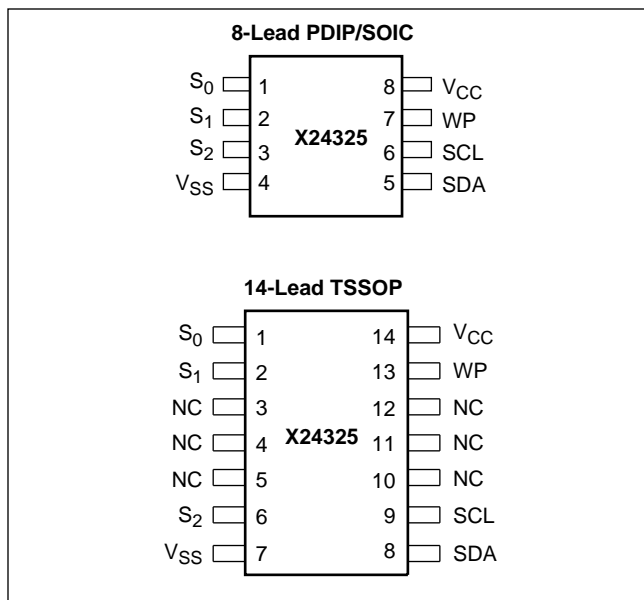 8-Lead PDIP/SOIC
S0 1 8 VCC
S1 2 7 WP
X24325
S2 3 6 SCL
VSS 4 5 SDA
14-Lead TSSOP
S0 1 14 VCC
S1 2 13 WP
NC 3 12 NC
NC 4 X24325 11 NC
NC 5 10 NC
S2 6 9 SCL
VSS 7 8 SDA